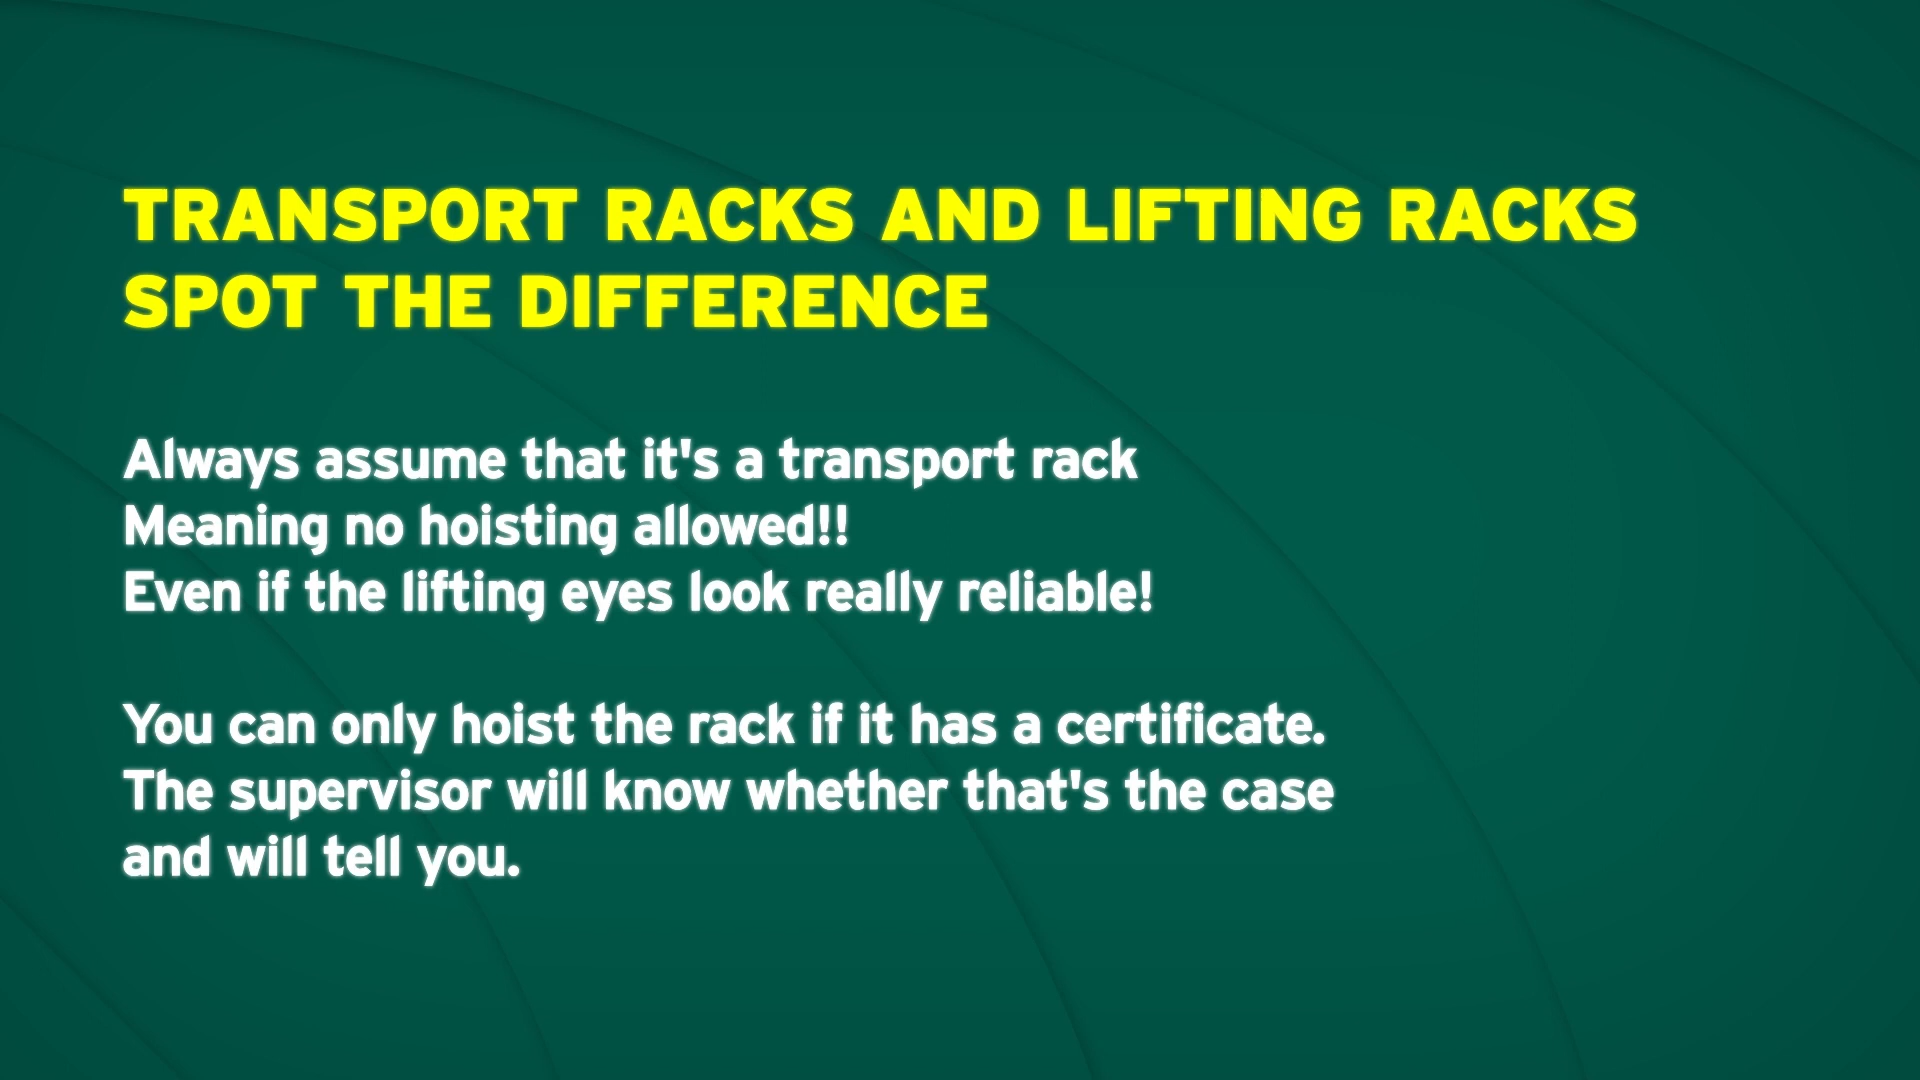 TRANSPORT RACKS AND LIFTING RACKS
SPOT THE DIFFERENCE
Always assume that it's a transport rack
Meaning no hoisting allowed!!
Even if the lifting eyes look really reliable!
You can only hoist the rack if it has a certificate.
The supervisor will know whether that's the case
and will tell you.